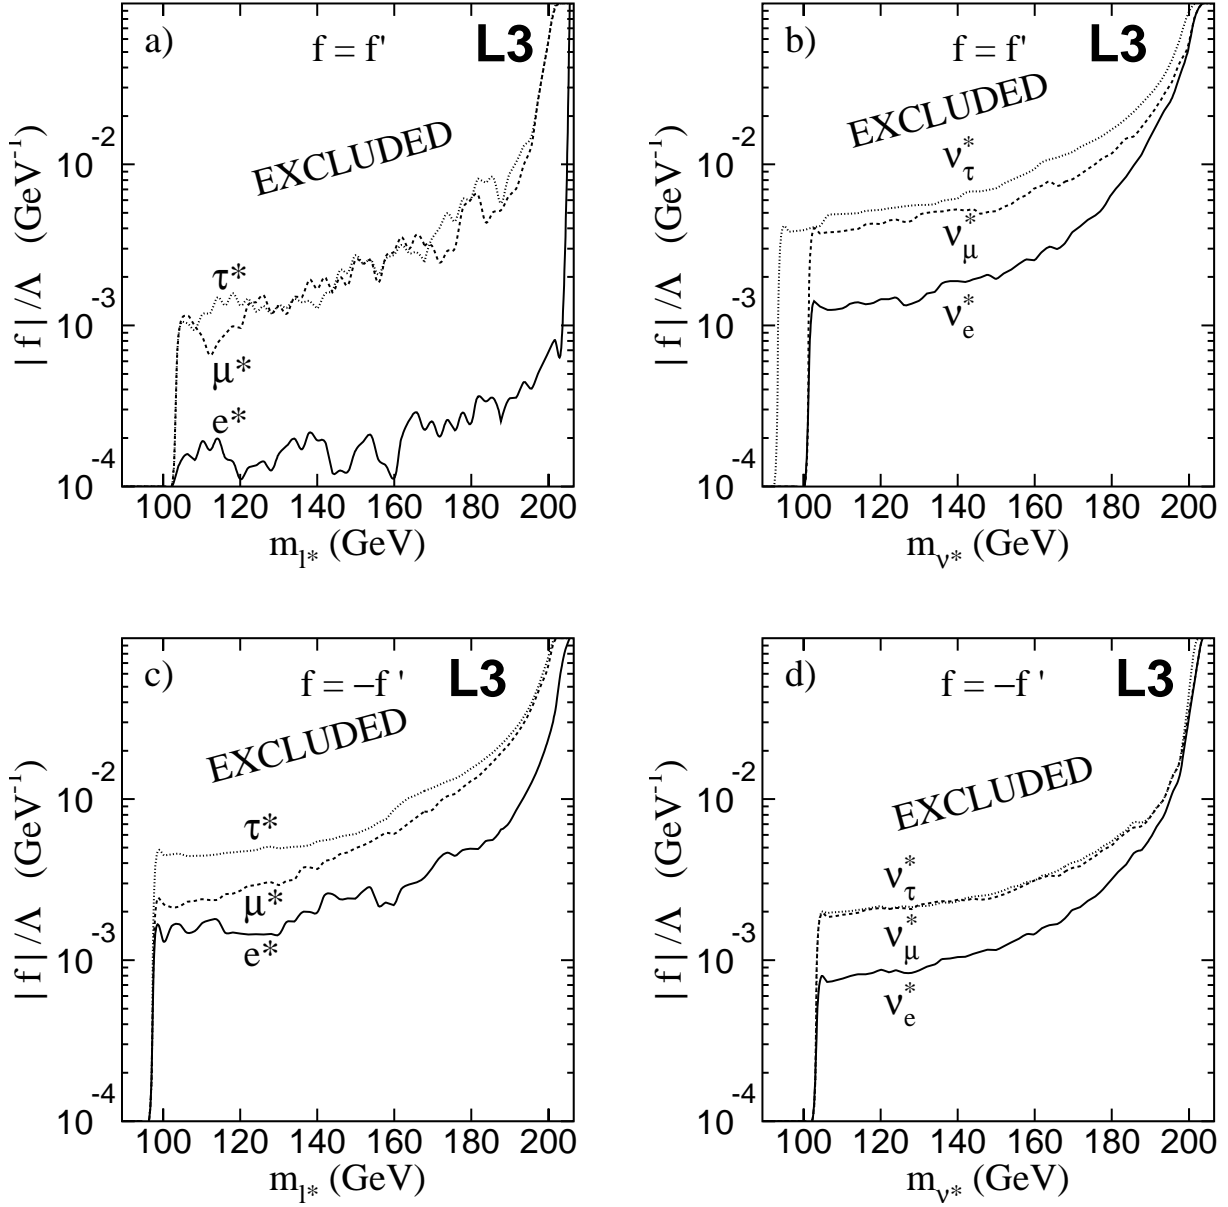 a) f = f' L3
EXCLUDED
τ*
μ*
e*
|f|/Λ (GeV⁻¹)
10⁻²
10⁻³
10⁻⁴
100 120 140 160 180 200
m_l* (GeV)
b) f = f' L3
EXCLUDED
ν*_τ
ν*_μ
ν*_e
|f|/Λ (GeV⁻¹)
10⁻²
10⁻³
10⁻⁴
100 120 140 160 180 200
m_ν* (GeV)
c) f = −f' L3
EXCLUDED
τ*
μ*
e*
|f|/Λ (GeV⁻¹)
10⁻²
10⁻³
10⁻⁴
100 120 140 160 180 200
m_l* (GeV)
d) f = −f' L3
EXCLUDED
ν*_τ
ν*_μ
ν*_e
|f|/Λ (GeV⁻¹)
10⁻²
10⁻³
10⁻⁴
100 120 140 160 180 200
m_ν* (GeV)